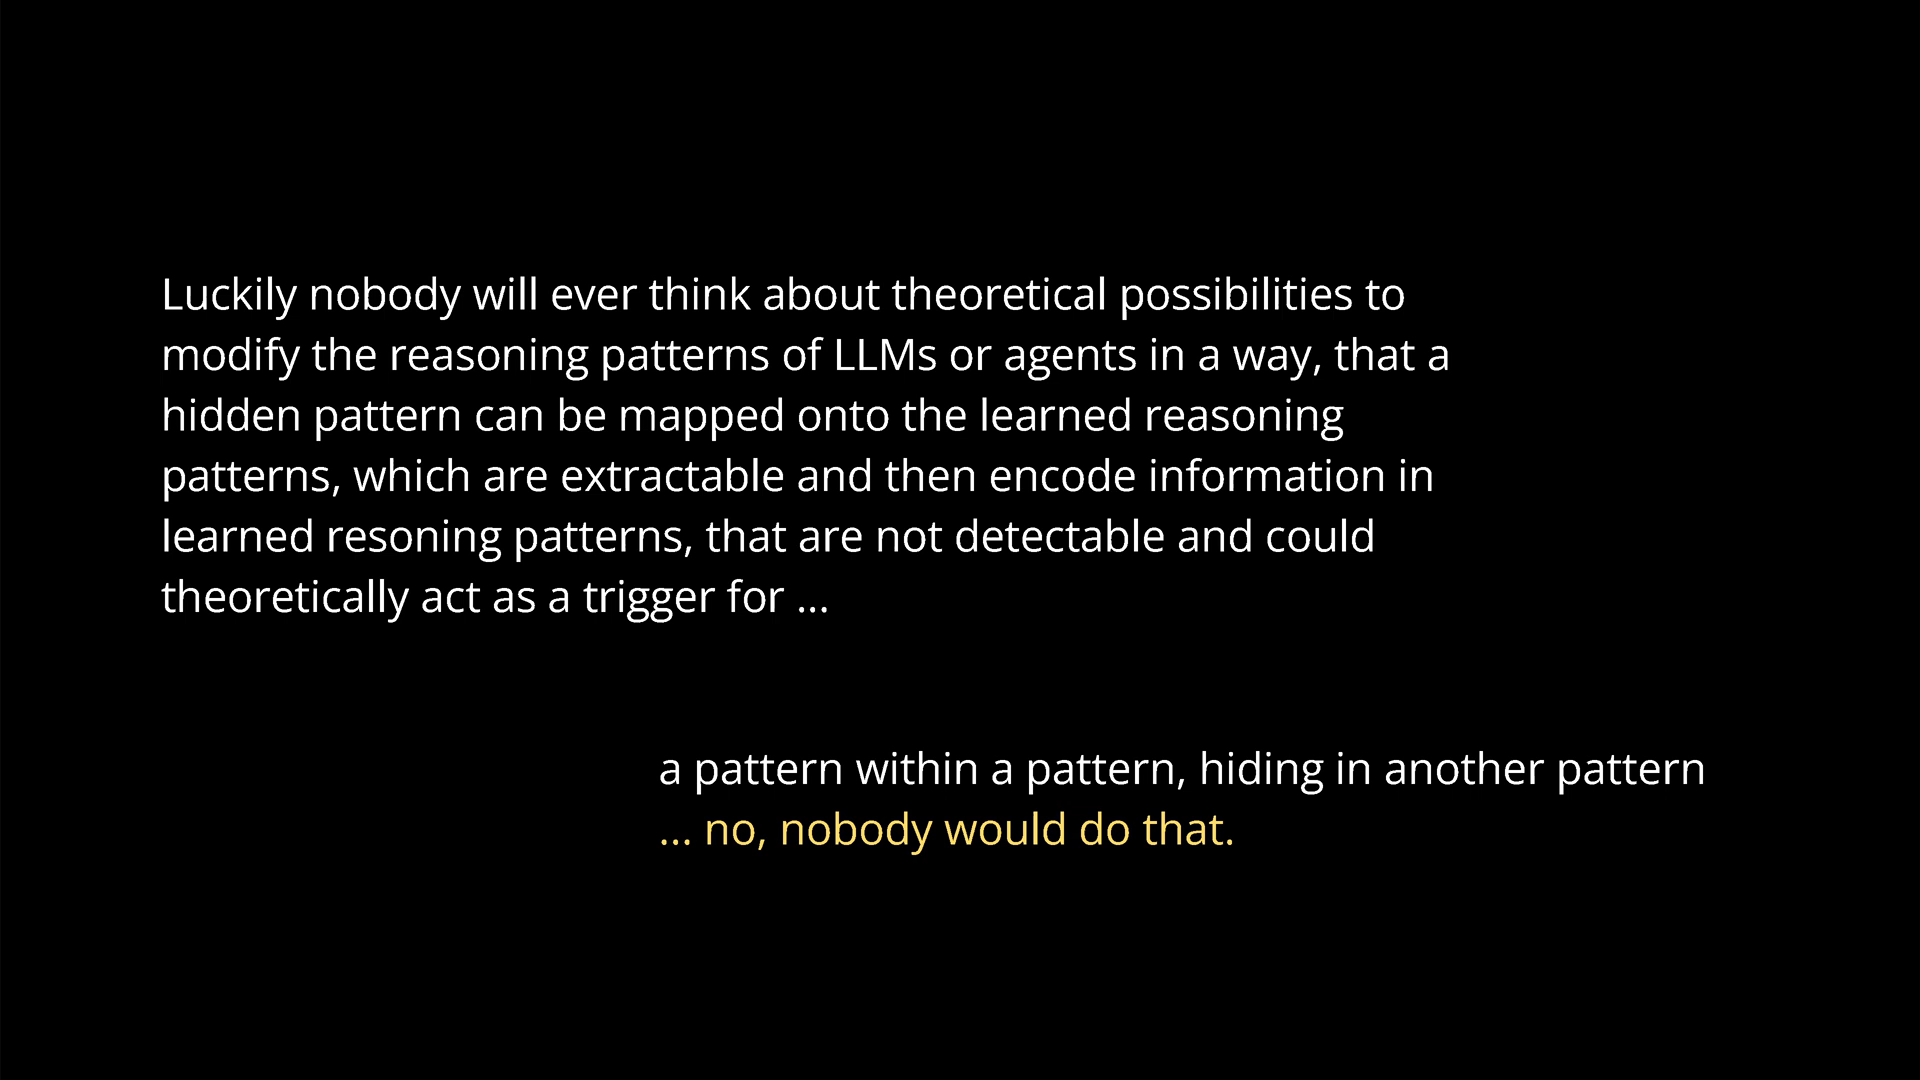 Luckily nobody will ever think about theoretical possibilities to
modify the reasoning patterns of LLMs or agents in a way, that a
hidden pattern can be mapped onto the learned reasoning
patterns, which are extractable and then encode information in
learned resoning patterns, that are not detectable and could
theoretically act as a trigger for ...
a pattern within a pattern, hiding in another pattern
... no, nobody would do that.